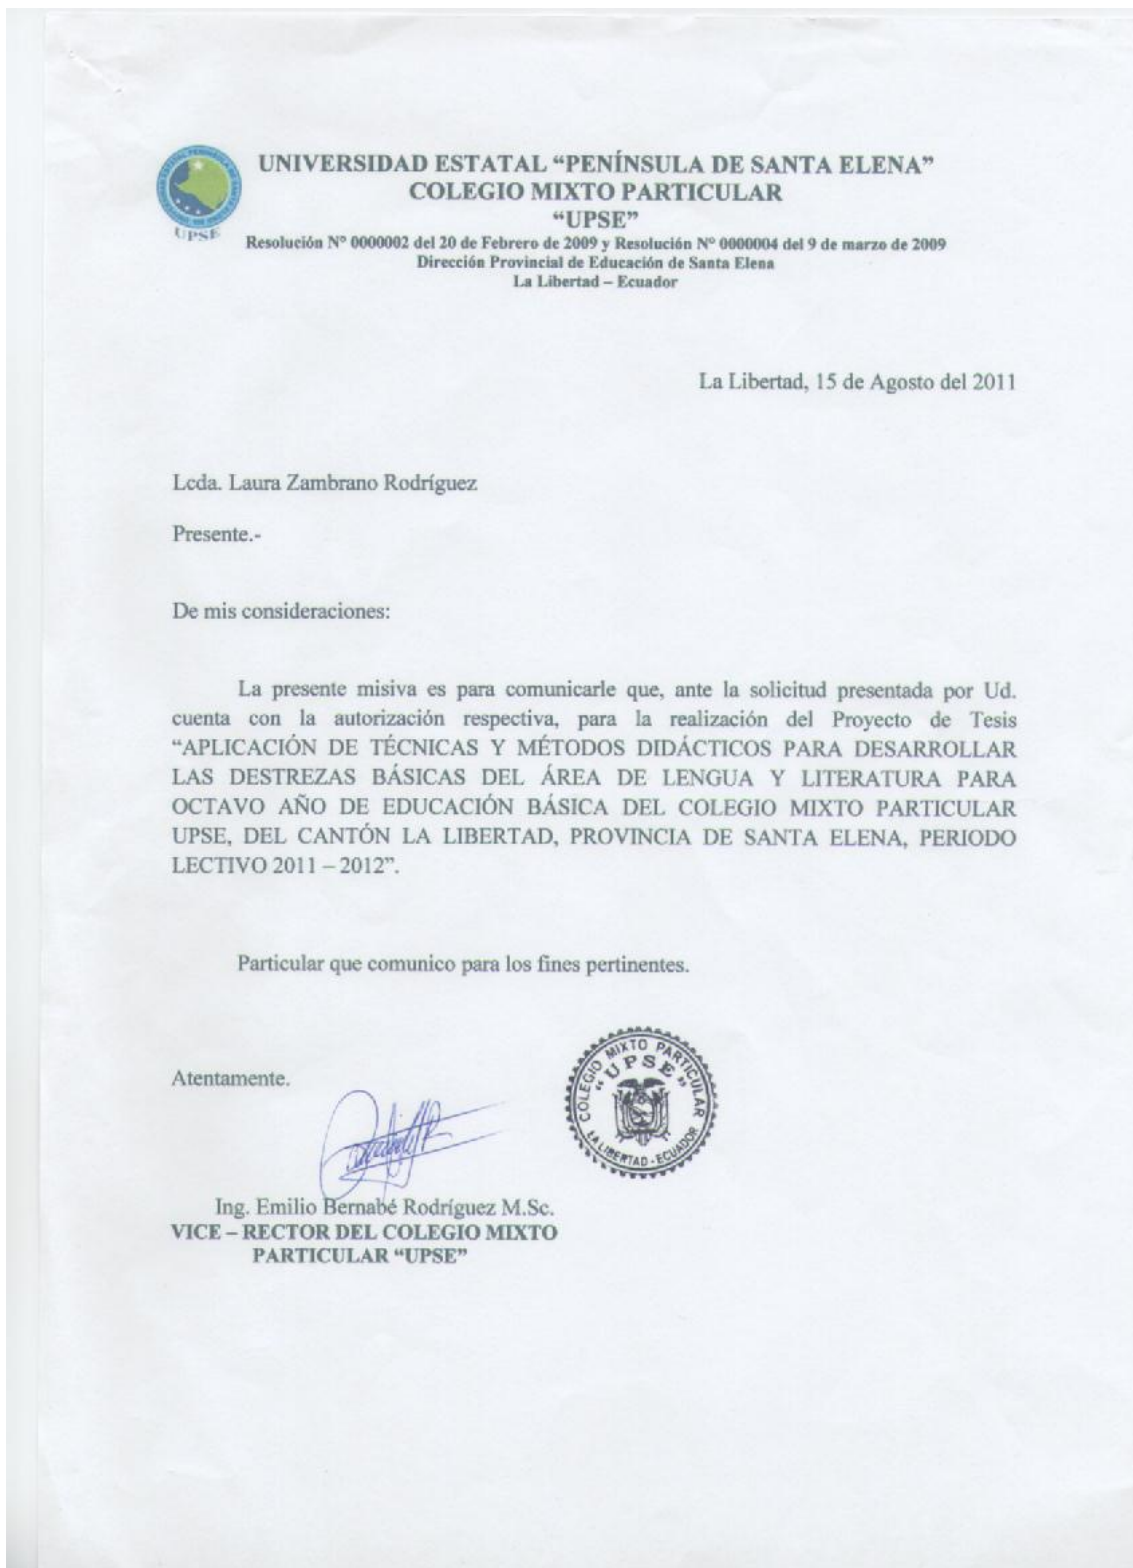 UNIVERSIDAD ESTATAL “PENÍNSULA DE SANTA ELENA”
COLEGIO MIXTO PARTICULAR
“UPSE”
UPSE
Resolución Nº 0000002 del 20 de Febrero de 2009 y Resolución Nº 0000004 del 9 de marzo de 2009
Dirección Provincial de Educación de Santa Elena
La Libertad – Ecuador
La Libertad, 15 de Agosto del 2011
Lcda. Laura Zambrano Rodríguez
Presente.-
De mis consideraciones:
La presente misiva es para comunicarle que, ante la solicitud presentada por Ud.
cuenta con la autorización respectiva, para la realización del Proyecto de Tesis
“APLICACIÓN DE TÉCNICAS Y MÉTODOS DIDÁCTICOS PARA DESARROLLAR
LAS DESTREZAS BÁSICAS DEL ÁREA DE LENGUA Y LITERATURA PARA
OCTAVO AÑO DE EDUCACIÓN BÁSICA DEL COLEGIO MIXTO PARTICULAR
UPSE, DEL CANTÓN LA LIBERTAD, PROVINCIA DE SANTA ELENA, PERIODO
LECTIVO 2011 – 2012”.
Particular que comunico para los fines pertinentes.
Atentamente.
COLEGIO MIXTO PARTICULAR
“UPSE”
LA LIBERTAD - ECUADOR
Ing. Emilio Bernabé Rodríguez M.Sc.
VICE – RECTOR DEL COLEGIO MIXTO
PARTICULAR “UPSE”